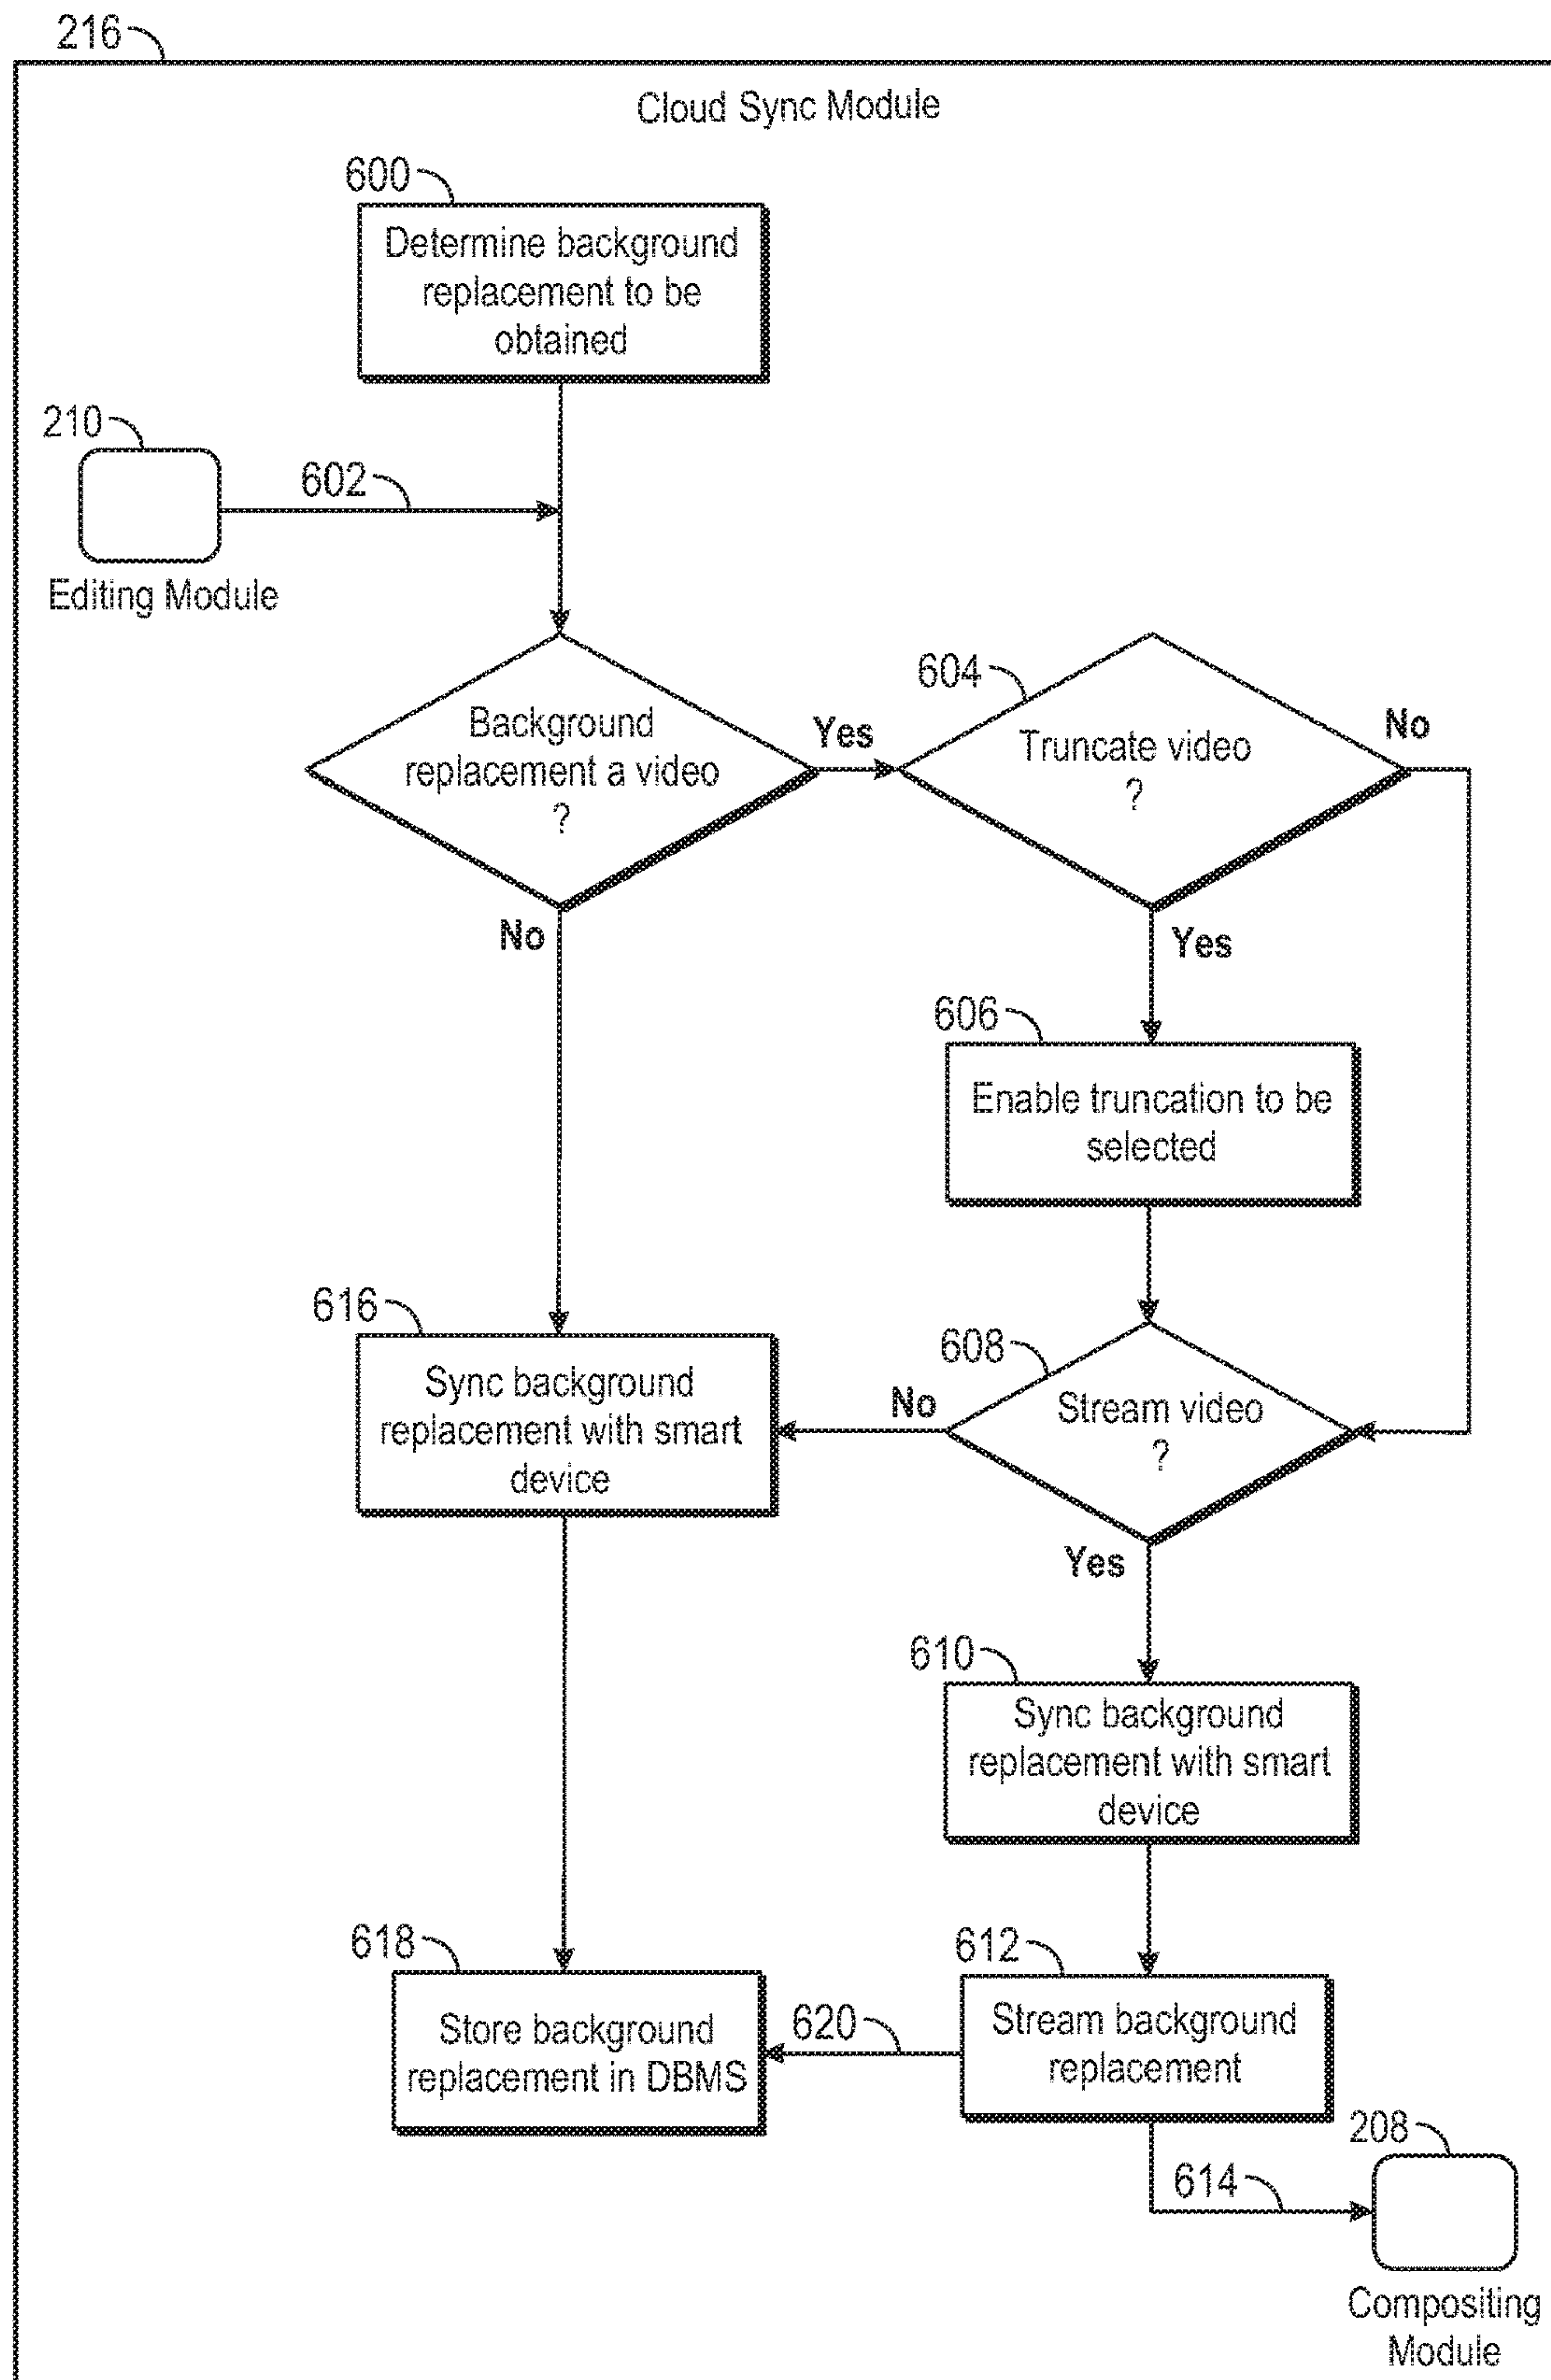 216
Cloud Sync Module
600
Determine background
replacement to be
obtained
210
602
Editing Module
Background
replacement a video
?
Yes
604
Truncate video
?
No
No
Yes
606
Enable truncation to be
selected
616
Sync background
replacement with smart
device
No
608
Stream video
?
Yes
610
Sync background
replacement with smart
device
618
Store background
replacement in DBMS
620
612
Stream background
replacement
614
208
Compositing
Module